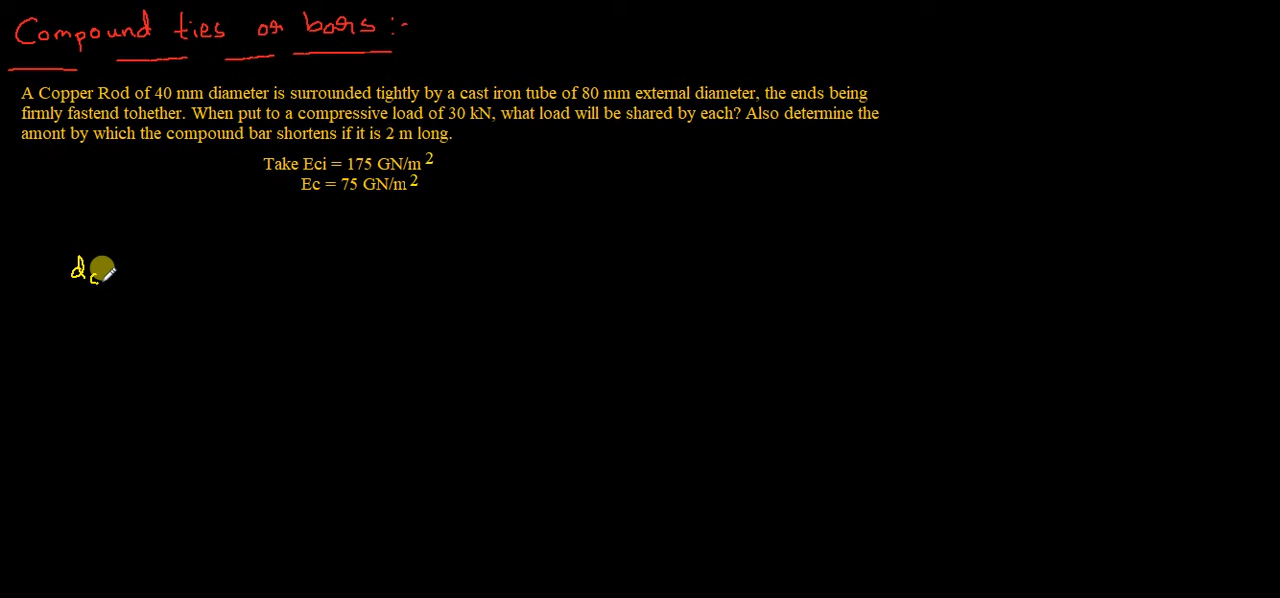 Compound ties or bars :-
A Copper Rod of 40 mm diameter is surrounded tightly by a cast iron tube of 80 mm external diameter, the ends being
firmly fastend tohether. When put to a compressive load of 30 kN, what load will be shared by each? Also determine the
amont by which the compound bar shortens if it is 2 m long.
Take Eci = 175 GN/m 2
Ec = 75 GN/m 2
dc